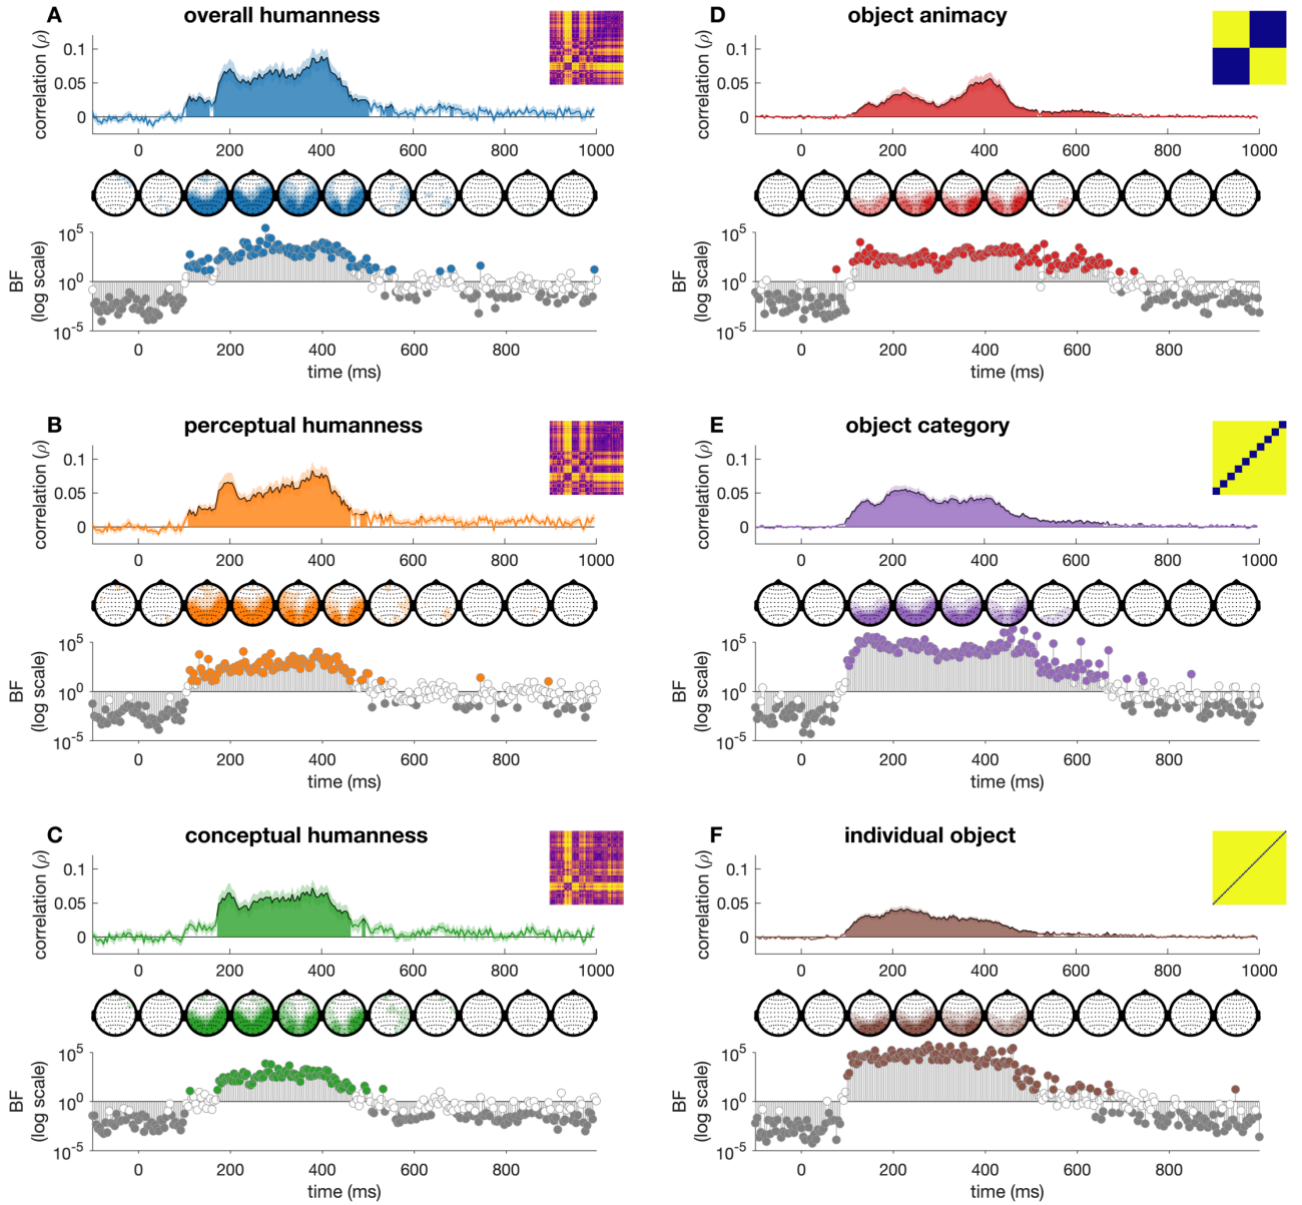 A overall humanness
correlation (ρ)
0.1
0.05
0
0 200 400 600 800 1000
BF
(log scale)
10^5
10^0
10^-5
0 200 400 600 800
time (ms)
B perceptual humanness
correlation (ρ)
0.1
0.05
0
0 200 400 600 800 1000
BF
(log scale)
10^5
10^0
10^-5
0 200 400 600 800
time (ms)
C conceptual humanness
correlation (ρ)
0.1
0.05
0
0 200 400 600 800 1000
BF
(log scale)
10^5
10^0
10^-5
0 200 400 600 800
time (ms)
D object animacy
correlation (ρ)
0.1
0.05
0
0 200 400 600 800 1000
BF
(log scale)
10^5
10^0
10^-5
0 200 400 600 800
time (ms)
E object category
correlation (ρ)
0.1
0.05
0
0 200 400 600 800 1000
BF
(log scale)
10^5
10^0
10^-5
0 200 400 600 800
time (ms)
F individual object
correlation (ρ)
0.1
0.05
0
0 200 400 600 800 1000
BF
(log scale)
10^5
10^0
10^-5
0 200 400 600 800
time (ms)